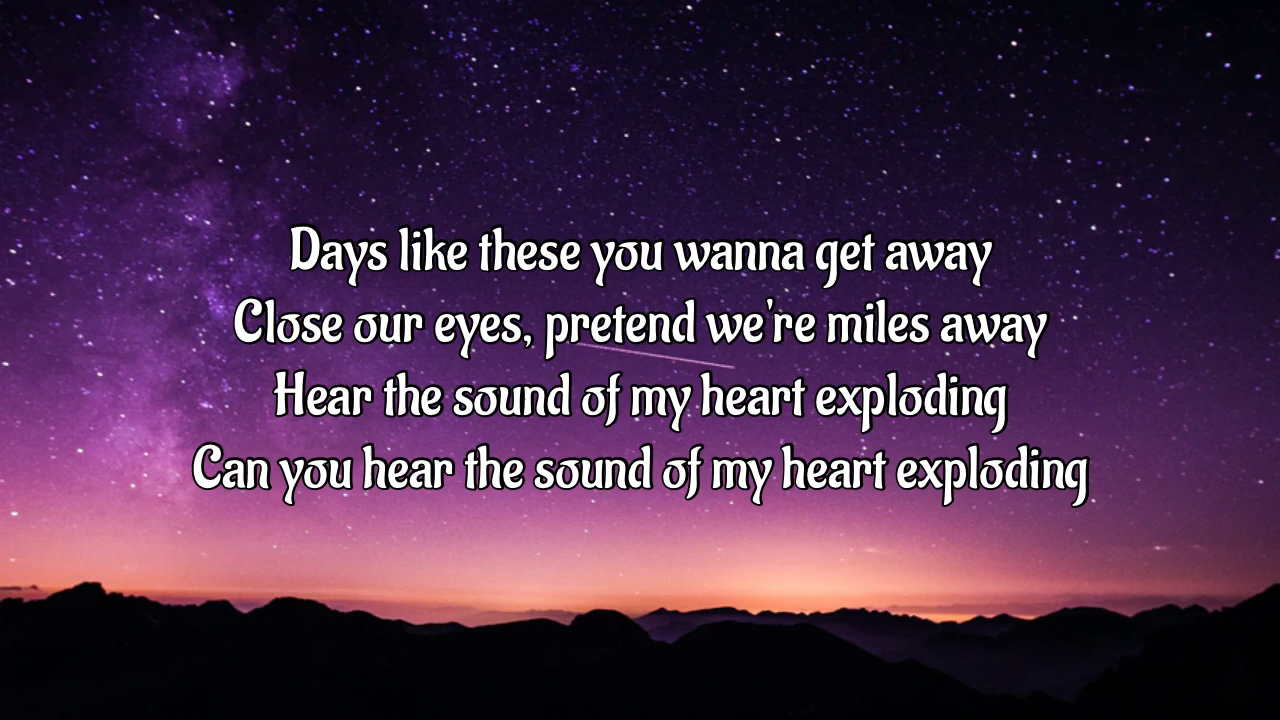 Days like these you wanna get away
Close our eyes, pretend we're miles away
Hear the sound of my heart exploding
Can you hear the sound of my heart exploding